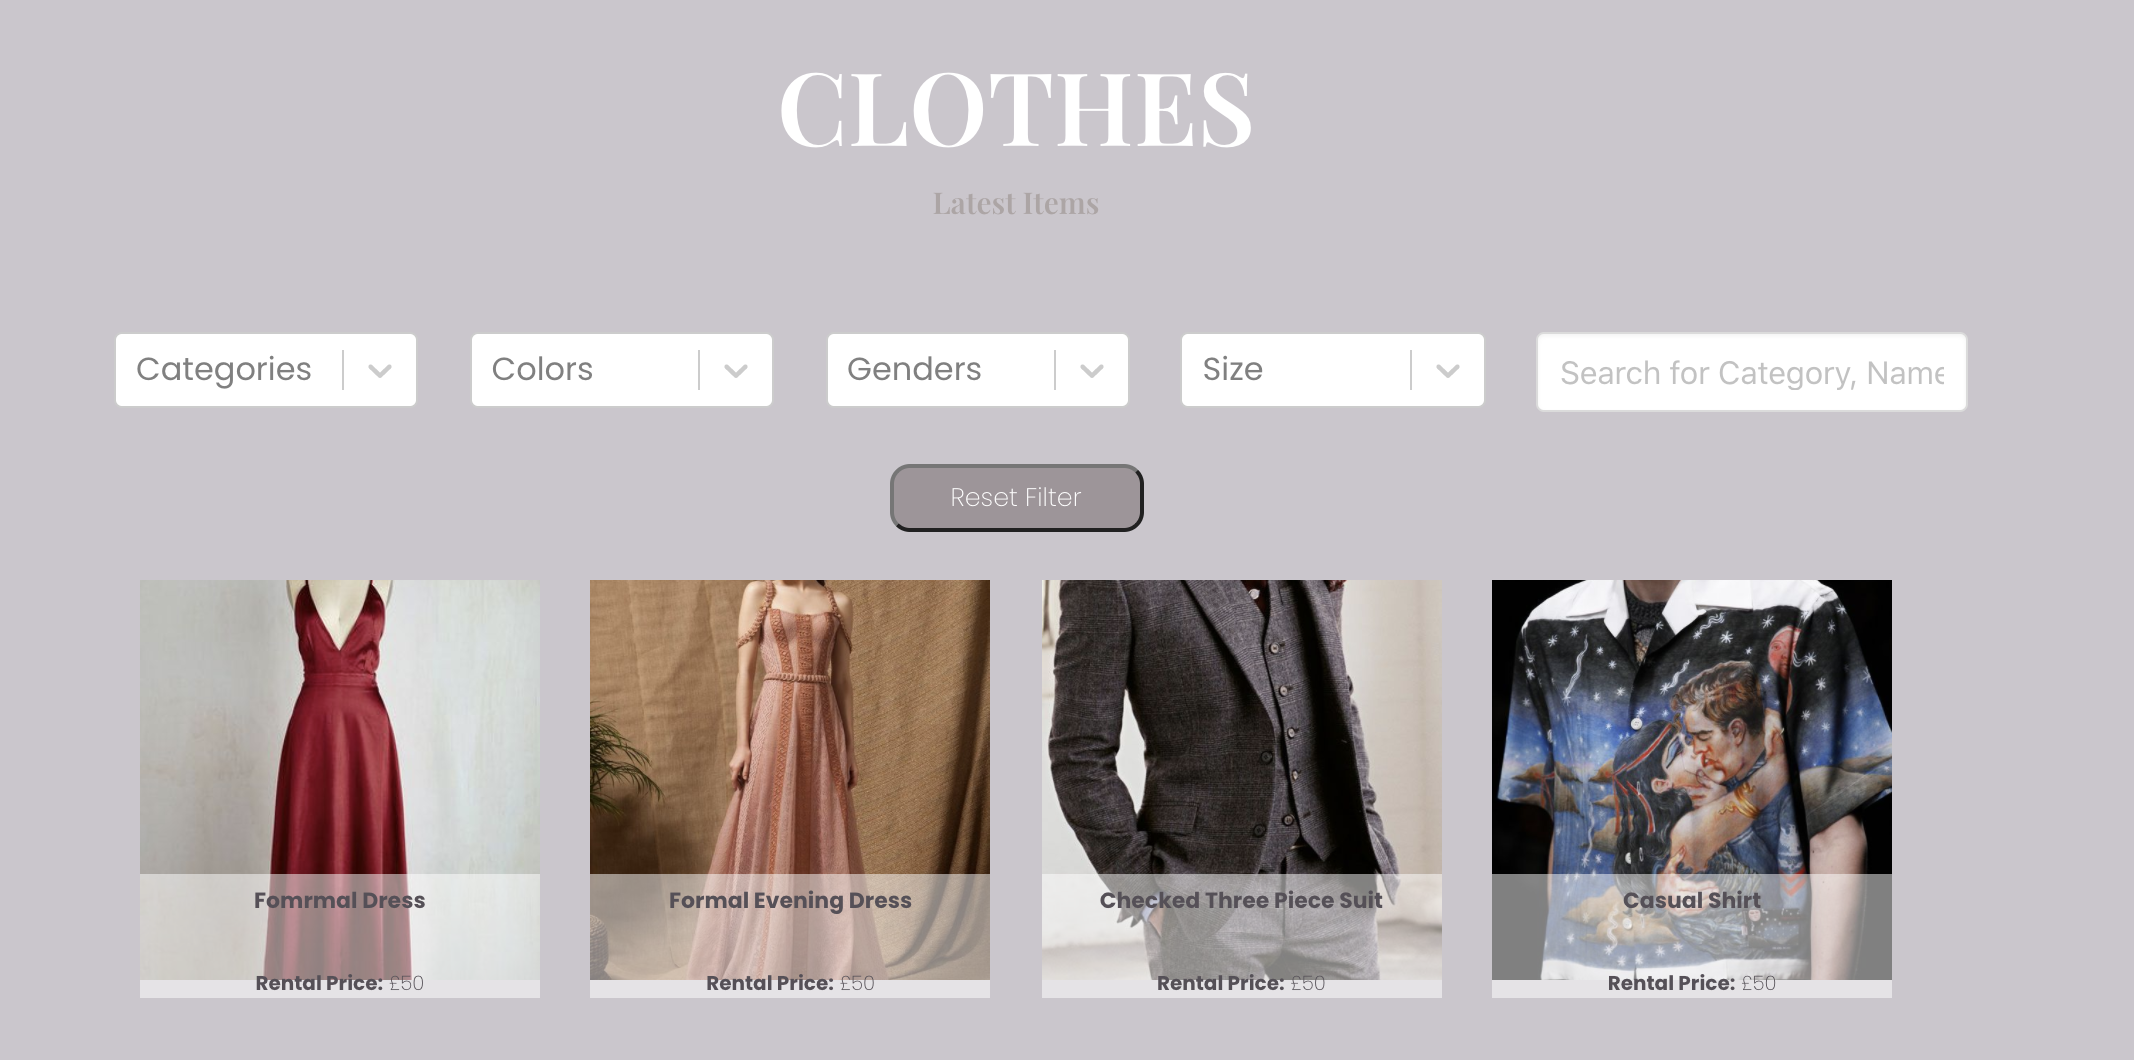 CLOTHES
Latest Items
Categories
Colors
Genders
Size
Search for Category, Name
Reset Filter
Fomrmal Dress
Formal Evening Dress
Checked Three Piece Suit
Casual Shirt
Rental Price: £50
Rental Price: £50
Rental Price: £50
Rental Price: £50